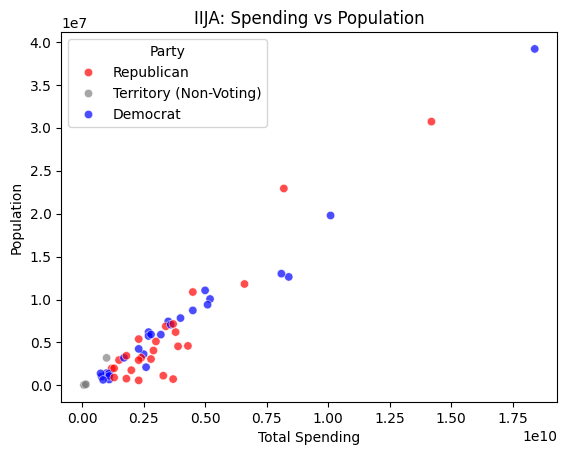 IIJA: Spending vs Population
1e7
Party
Republican
Territory (Non-Voting)
Democrat
4.0
3.5
3.0
2.5
2.0
1.5
1.0
0.5
0.0
Population
0.00 0.25 0.50 0.75 1.00 1.25 1.50 1.75
1e10
Total Spending